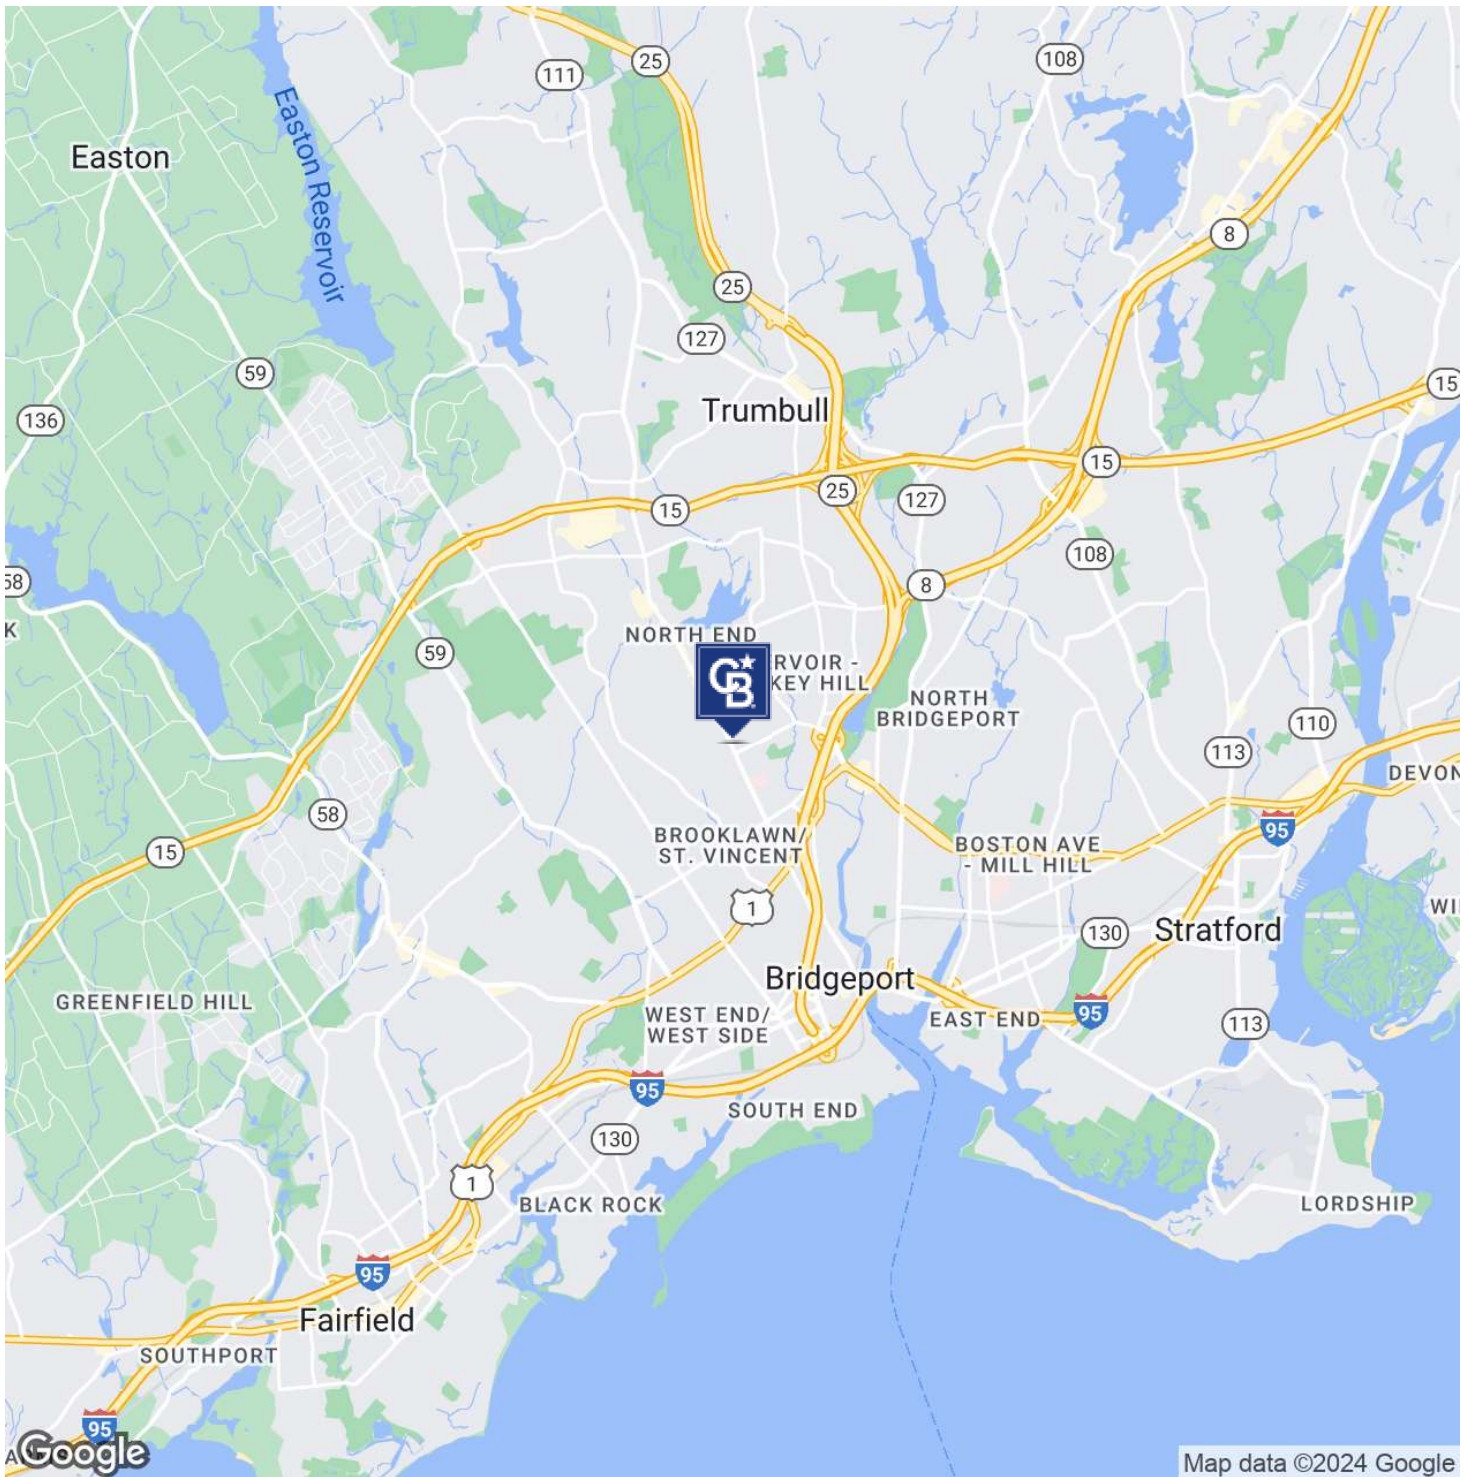 25
108
111
Easton
Easton Reservoir
8
25
127
59
15
136
Trumbull
15
25
15
127
108
58
8
K
NORTH END
59
RVOIR -
KEY HILL
CB
NORTH
BRIDGEPORT
110
113
DEVON
58
95
15
BROOKLAWN/
ST. VINCENT
BOSTON AVE
- MILL HILL
1
WI
130
Stratford
Bridgeport
GREENFIELD HILL
WEST END/
WEST SIDE
95
EAST END
113
95
SOUTH END
130
1
BLACK ROCK
LORDSHIP
95
Fairfield
SOUTHPORT
95
Google
Map data ©2024 Google